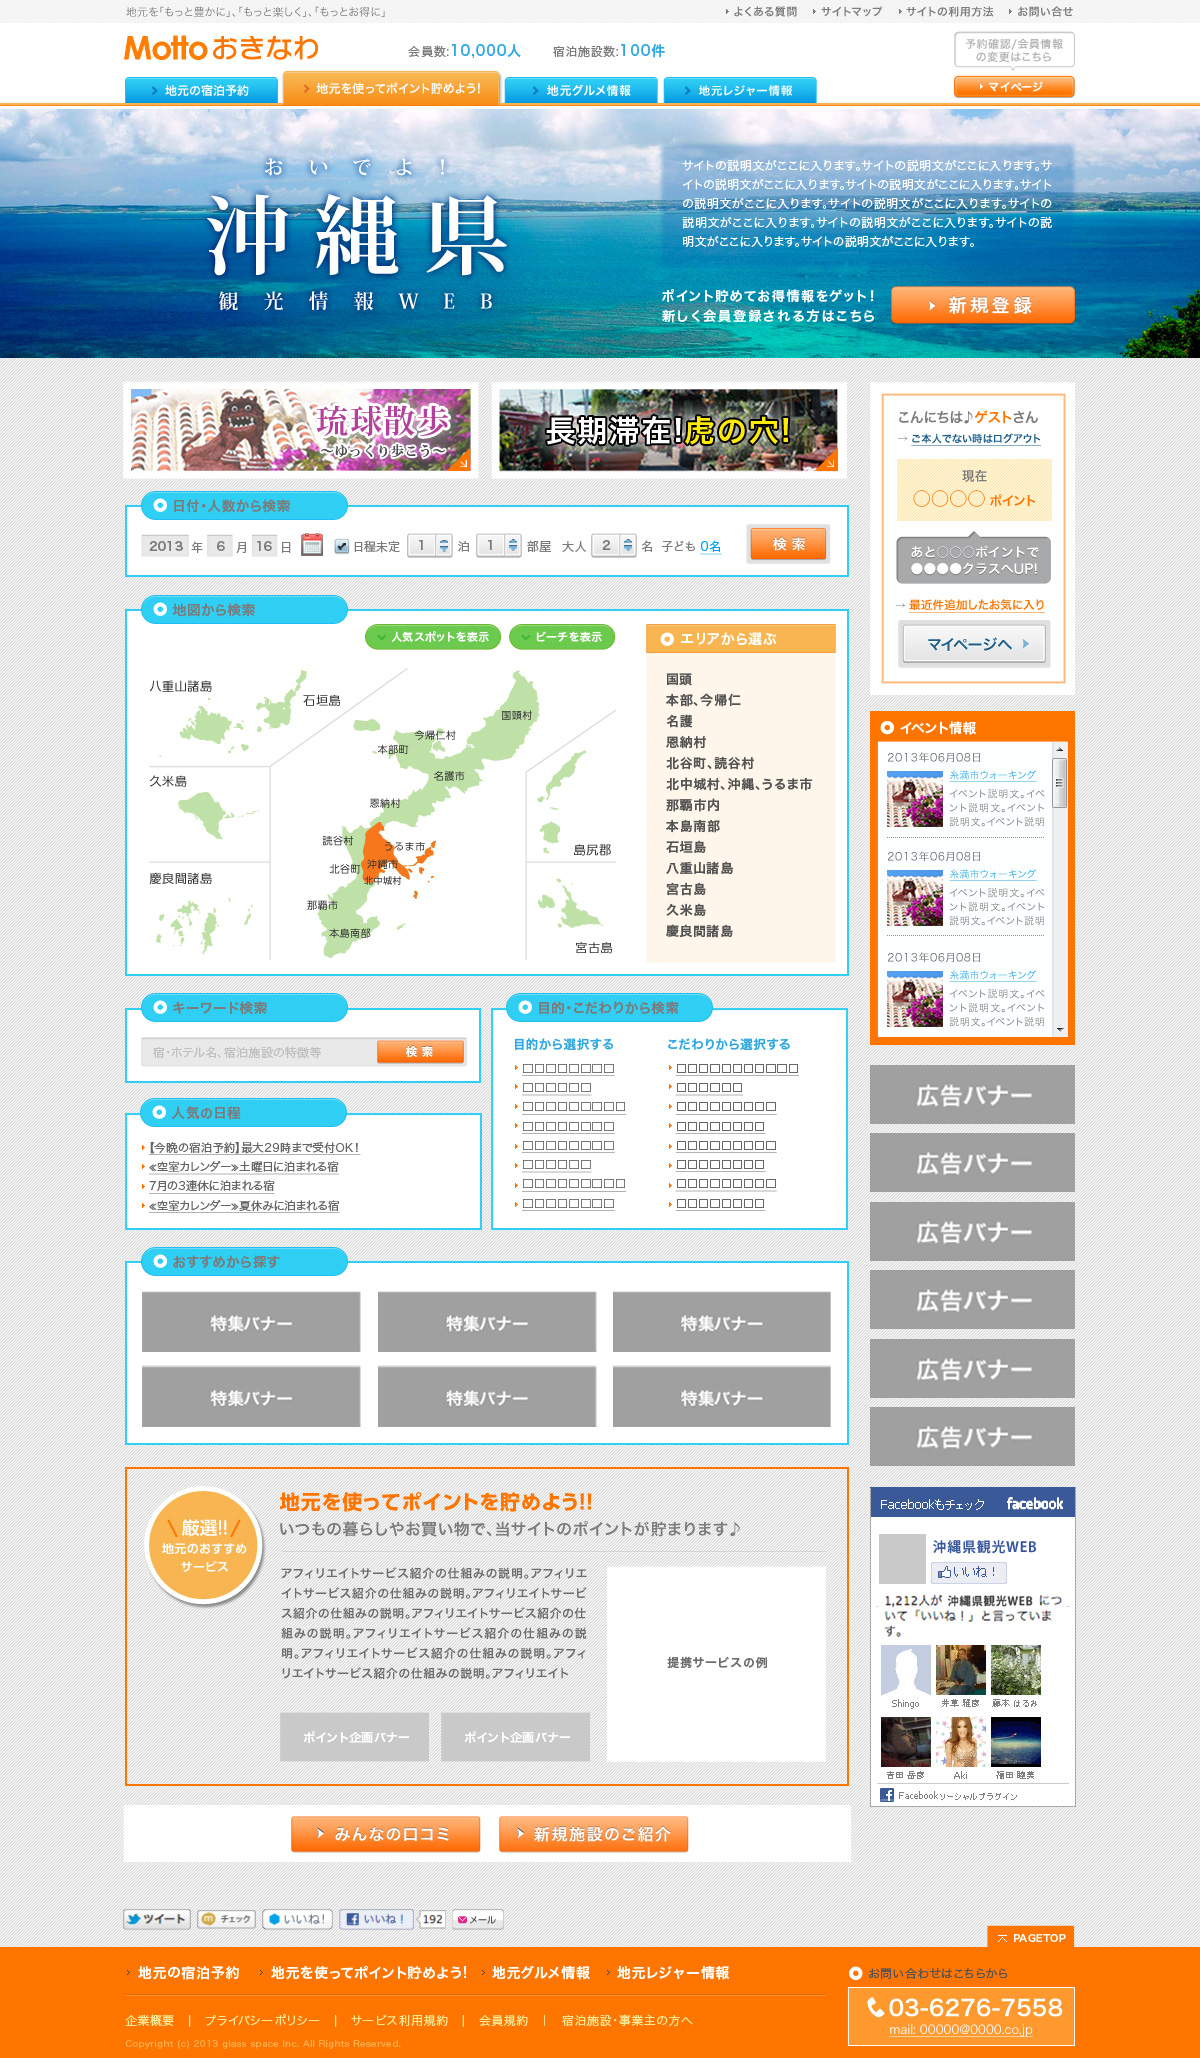 地元を「もっと豊かに」、「もっと楽しく」、「もっとお得に」
よくある質問 サイトマップ サイトの利用方法 お問い合せ
Mottoおきなわ
会員数:10,000人 宿泊施設数:100件
予約確認/会員情報
の変更はこちら
マイページ
地元の宿泊予約 地元を使ってポイント貯めよう! 地元グルメ情報 地元レジャー情報
おいでよ!
沖縄県
観光情報WEB
サイトの説明文がここに入ります。サイトの説明文がここに入ります。サ
イトの説明文がここに入ります。サイトの説明文がここに入ります。サイト
の説明文がここに入ります。サイトの説明文がここに入ります。サイトの
説明文がここに入ります。サイトの説明文がここに入ります。サイトの説
明文がここに入ります。サイトの説明文がここに入ります。
ポイント貯めてお得情報をゲット!
新しく会員登録される方はこちら
新規登録
琉球散歩
〜ゆっくり歩こう〜
長期滞在!虎の穴!
こんにちは♪ゲストさん
→ ご本人でない時はログアウト
現在
○○○○ ポイント
あと○○○ポイントで
●●●●クラスへUP!
→ 最近件追加したお気に入り
マイページへ
日付・人数から検索
2013 年 6 月 16 日 日程未定 1 泊 1 部屋 大人 2 名 子ども 0名
検索
地図から検索
人気スポットを表示 ビーチを表示
八重山諸島
石垣島
久米島
慶良間諸島
国頭村
今帰仁村
本部町
名護市
恩納村
読谷村
うるま市
北谷町
沖縄市
北中城村
那覇市
本島南部
島尻郡
宮古島
エリアから選ぶ
国頭
本部、今帰仁
名護
恩納村
北谷町、読谷村
北中城村、沖縄、うるま市
那覇市内
本島南部
石垣島
八重山諸島
宮古島
久米島
慶良間諸島
イベント情報
2013年06月08日
糸満市ウォーキング
イベント説明文。イベ
ント説明文。イベント
説明文。イベント説明
2013年06月08日
糸満市ウォーキング
イベント説明文。イベ
ント説明文。イベント
説明文。イベント説明
2013年06月08日
糸満市ウォーキング
イベント説明文。イベ
ント説明文。イベント
説明文。イベント説明
キーワード検索
宿・ホテル名、宿泊施設の特徴等
検索
人気の日程
【今晩の宿泊予約】最大29時まで受付OK!
≪空室カレンダー≫土曜日に泊まれる宿
7月の3連休に泊まれる宿
≪空室カレンダー≫夏休みに泊まれる宿
目的・こだわりから検索
目的から選択する
□□□□□□□□
□□□□□□
□□□□□□□□□
□□□□□□□□
□□□□□□□□
□□□□□□
□□□□□□□□□
□□□□□□□□
こだわりから選択する
□□□□□□□□□□□
□□□□□□
□□□□□□□□□
□□□□□□□□
□□□□□□□□□
□□□□□□□□
□□□□□□□□□
□□□□□□□□
おすすめから探す
特集バナー 特集バナー 特集バナー
特集バナー 特集バナー 特集バナー
広告バナー
広告バナー
広告バナー
広告バナー
広告バナー
広告バナー
厳選!!
地元のおすすめ
サービス
地元を使ってポイントを貯めよう!!
いつもの暮らしやお買い物で、当サイトのポイントが貯まります♪
アフィリエイトサービス紹介の仕組みの説明。アフィリエ
イトサービス紹介の仕組みの説明。アフィリエイトサービ
ス紹介の仕組みの説明。アフィリエイトサービス紹介の仕
組みの説明。アフィリエイトサービス紹介の仕組みの説
明。アフィリエイトサービス紹介の仕組みの説明。アフィ
リエイトサービス紹介の仕組みの説明。アフィリエイト
提携サービスの例
ポイント企画バナー ポイント企画バナー
Facebookもチェック facebook
沖縄県観光WEB
いいね!
1,212人が 沖縄県観光WEB につ
いて「いいね!」と言っていま
す。
Shingo 井草 雅彦 藤本 はるみ
吉田 岳彦 Aki 福田 睦美
Facebookソーシャルプラグイン
みんなの口コミ 新規施設のご紹介
ツイート チェック いいね! いいね! 192 メール
PAGETOP
地元の宿泊予約 地元を使ってポイント貯めよう! 地元グルメ情報 地元レジャー情報
企業概要 | プライバシーポリシー | サービス利用規約 | 会員規約 | 宿泊施設・事業主の方へ
Copyright (c) 2013 glass space inc. All Rights Reserved.
お問い合わせはこちらから
03-6276-7558
mail: 00000@0000.co.jp